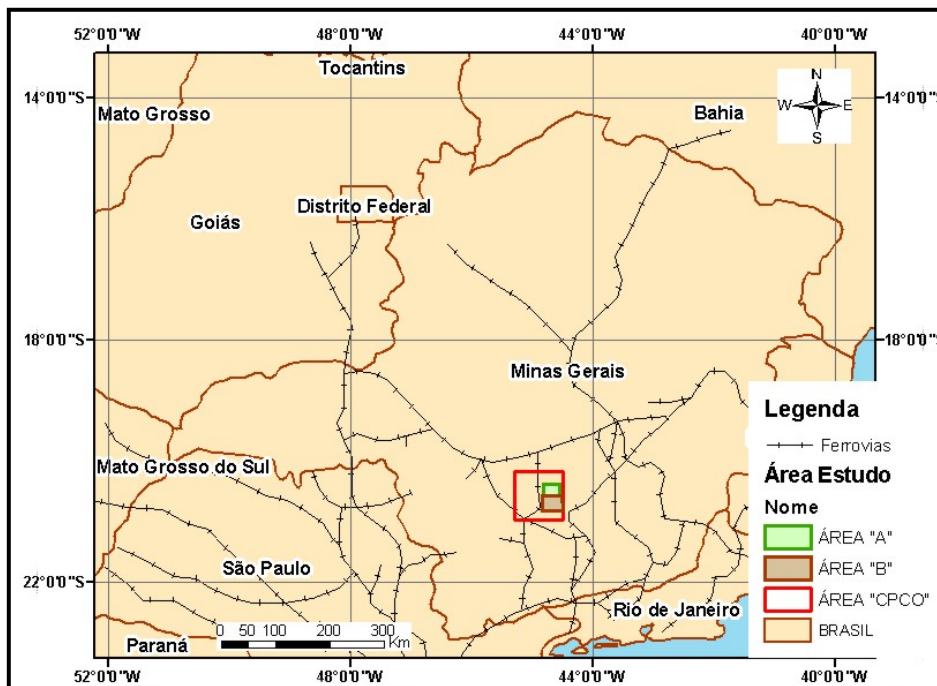 52°0'0"W 48°0'0"W 44°0'0"W 40°0'0"W
Tocantins
14°0'0"S 14°0'0"S
Mato Grosso
Bahia
N
W E
S
Distrito Federal
Goiás
18°0'0"S 18°0'0"S
Minas Gerais
Legenda
Ferrovias
Mato Grosso do Sul
Área Estudo
Nome
ÁREA "A"
ÁREA "B"
São Paulo
22°0'0"S
ÁREA "CPCO"
Rio de Janeiro
BRASIL
Paraná
0 50 100 200 300
Km
52°0'0"W 48°0'0"W 44°0'0"W 40°0'0"W